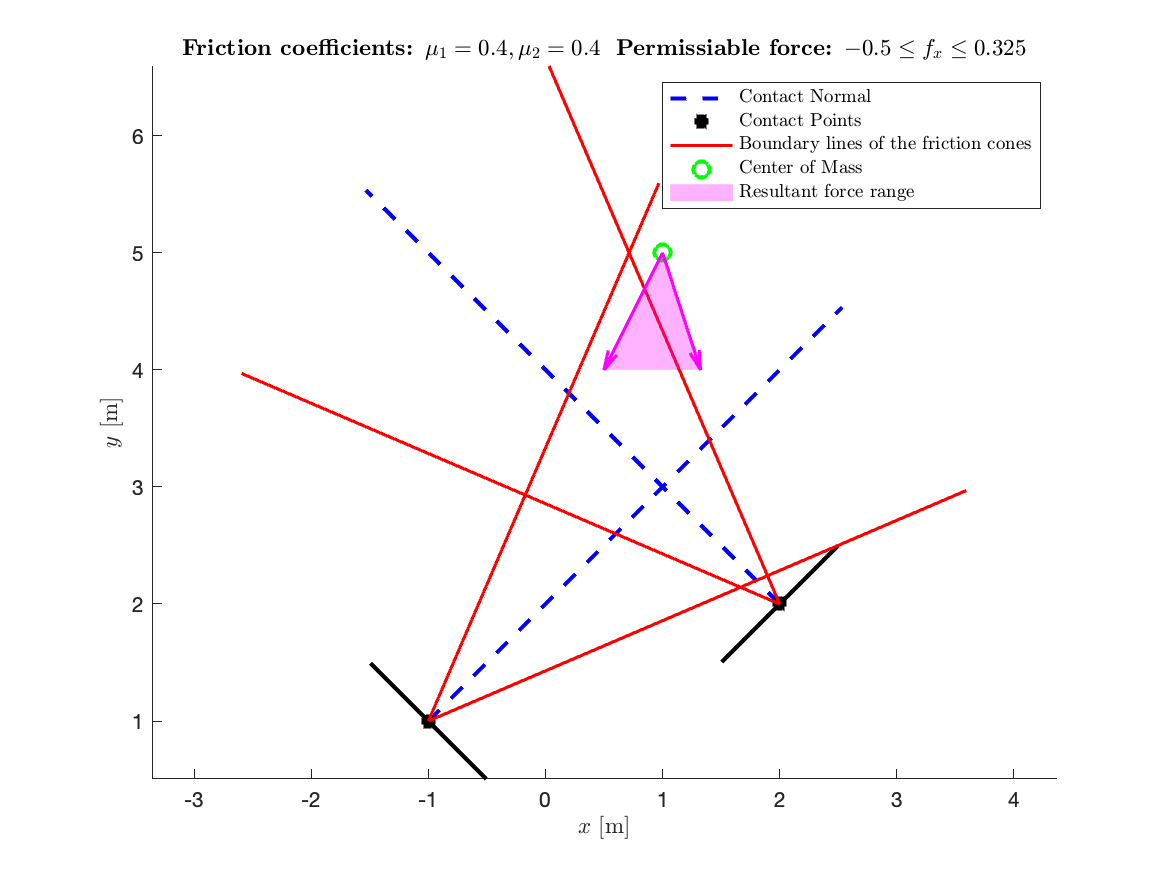 Friction coefficients: μ₁ = 0.4, μ₂ = 0.4 Permissiable force: −0.5 ≤ fₓ ≤ 0.325
Contact Normal
Contact Points
Boundary lines of the friction cones
Center of Mass
Resultant force range
6
5
4
3
2
1
y [m]
-3 -2 -1 0 1 2 3 4
x [m]